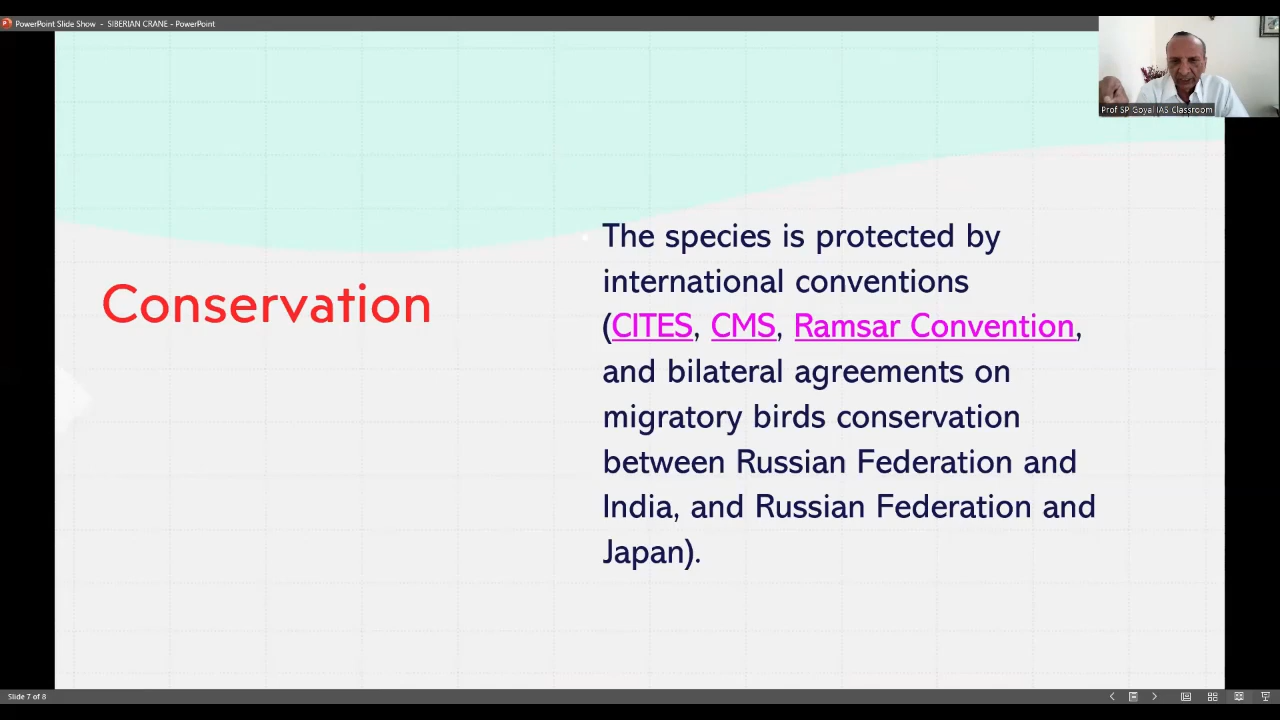 PowerPoint Slide Show - SIBERIAN CRANE - PowerPoint
Prof SP Goyal IAS Classroom
Conservation
The species is protected by
international conventions
(CITES, CMS, Ramsar Convention,
and bilateral agreements on
migratory birds conservation
between Russian Federation and
India, and Russian Federation and
Japan).
Slide 7 of 8